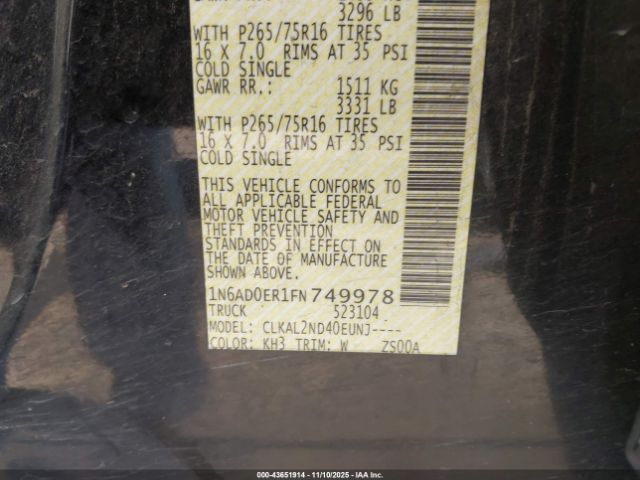 3296 LB
WITH P265/75R16 TIRES
16 X 7.0 RIMS AT 35 PSI
COLD SINGLE
GAWR RR.: 1511 KG
3331 LB
WITH P265/75R16 TIRES
16 X 7.0 RIMS AT 35 PSI
COLD SINGLE
THIS VEHICLE CONFORMS TO
ALL APPLICABLE FEDERAL
MOTOR VEHICLE SAFETY AND
THEFT PREVENTION
STANDARDS IN EFFECT ON
THE DATE OF MANUFACTURE
SHOWN ABOVE.
1N6AD0ER1FN 749978
TRUCK 523104
MODEL: CLKAL2ND40EUNJ----
COLOR: KH3 TRIM: W ZS00A
000-43651914 | 11/10/2025 | IAA Inc.